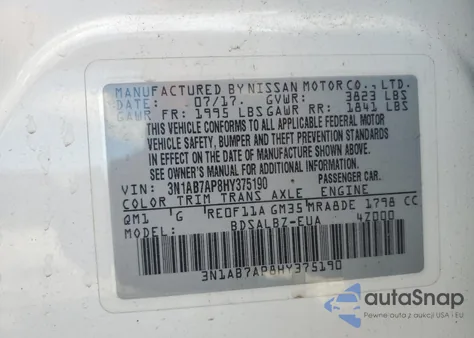 MANUFACTURED BY NISSAN MOTOR CO., LTD.
DATE: 07/17. GVWR: 3823 LBS
GAWR FR: 1995 LBS GAWR RR: 1841 LBS
THIS VEHICLE CONFORMS TO ALL APPLICABLE FEDERAL MOTOR
VEHICLE SAFETY, BUMPER AND THEFT PREVENTION STANDARDS
IN EFFECT ON THE DATE OF MANUFACTURE SHOWN ABOVE.
SEE OWNER'S MANUAL FOR ADDITIONAL INFORMATION.
VIN: 3N1AB7AP8HY375190 PASSENGER CAR.
COLOR TRIM TRANS AXLE ENGINE
QM1 G RE0F11A GM35 MRA8DE 1798 CC
BDSALBZ-EUA 47000
3N1AB7AP8HY375190
autoSnap
Pewne auta z aukcji USA i EU